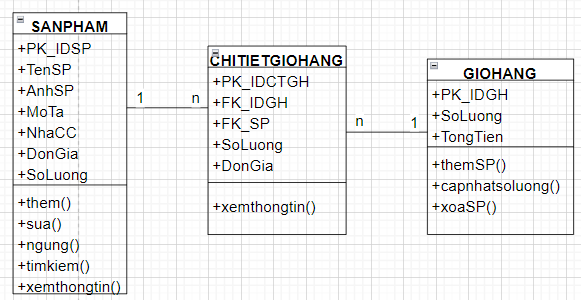 SANPHAM
+PK_IDSP
+TenSP
+AnhSP
+MoTa
+NhaCC
+DonGia
+SoLuong
+them()
+sua()
+ngung()
+timkiem()
+xemthongtin()
1
n
CHITIETGIOHANG
+PK_IDCTGH
+FK_IDGH
+FK_SP
+SoLuong
+DonGia
+xemthongtin()
n
1
GIOHANG
+PK_IDGH
+SoLuong
+TongTien
+themSP()
+capnhatsoluong()
+xoaSP()